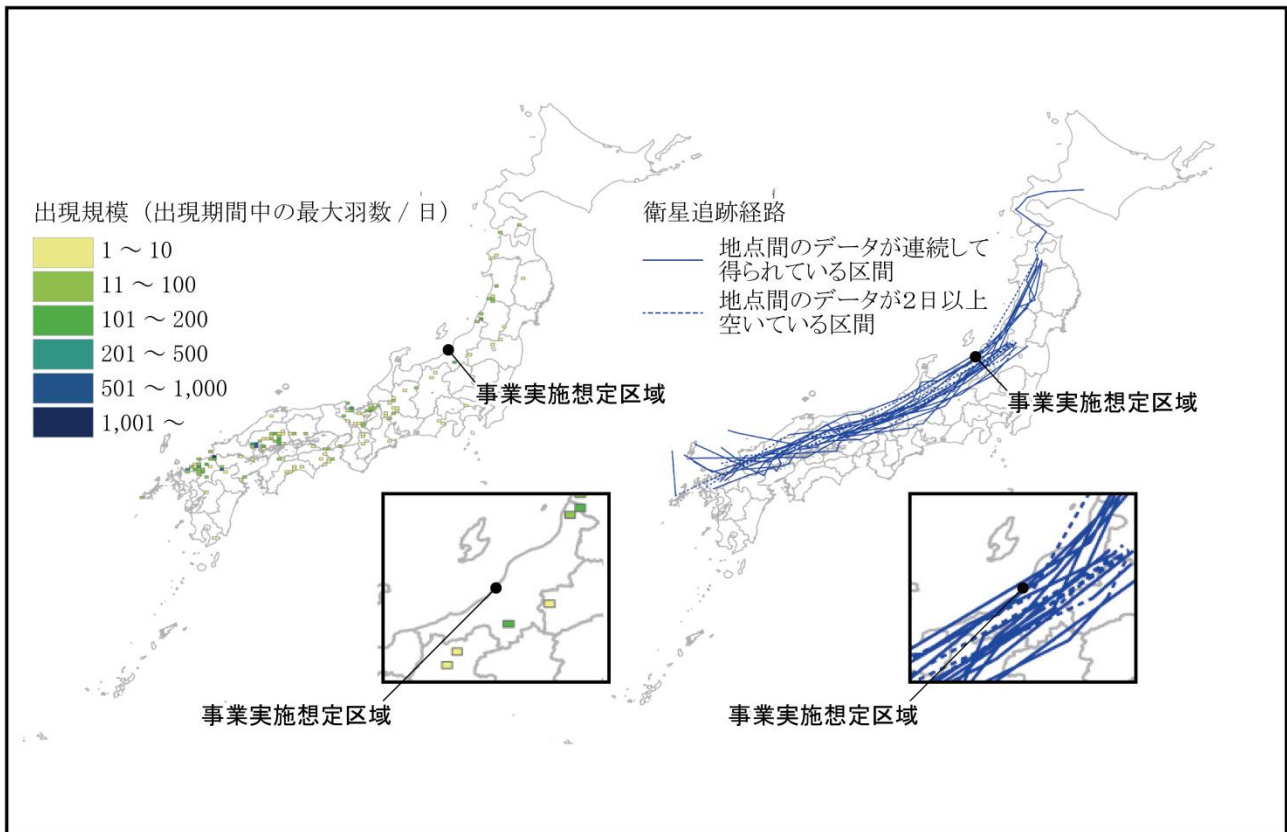 出現規模（出現期間中の最大羽数 / 日）
1 ～ 10
11 ～ 100
101 ～ 200
201 ～ 500
501 ～ 1,000
1,001 ～
事業実施想定区域
事業実施想定区域
衛星追跡経路
地点間のデータが連続して
得られている区間
地点間のデータが2日以上
空いている区間
事業実施想定区域
事業実施想定区域